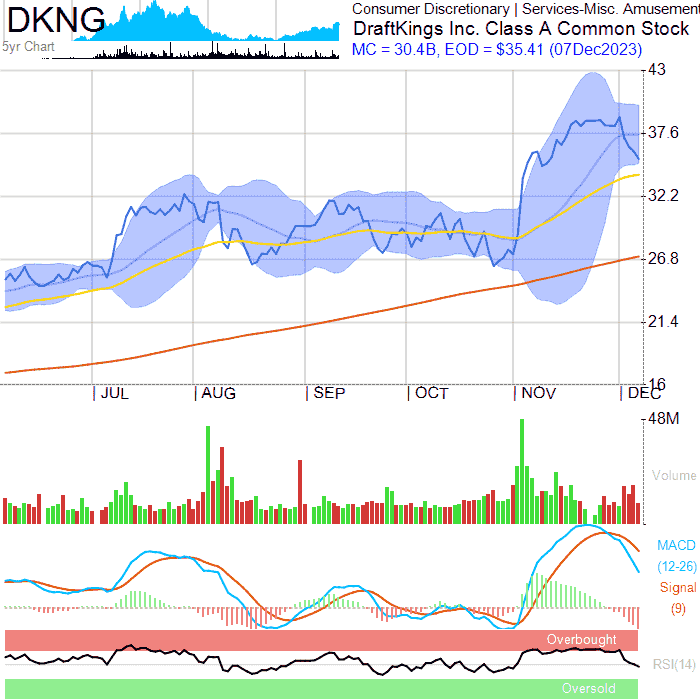 DKNG
5yr Chart
Consumer Discretionary | Services-Misc. Amusement
DraftKings Inc. Class A Common Stock
MC = 30.4B, EOD = $35.41 (07Dec2023)
43
37.6
32.2
26.8
21.4
16
JUL
AUG
SEP
OCT
NOV
DEC
48M
Volume
MACD
(12-26)
Signal
(9)
Overbought
RSI(14)
Oversold